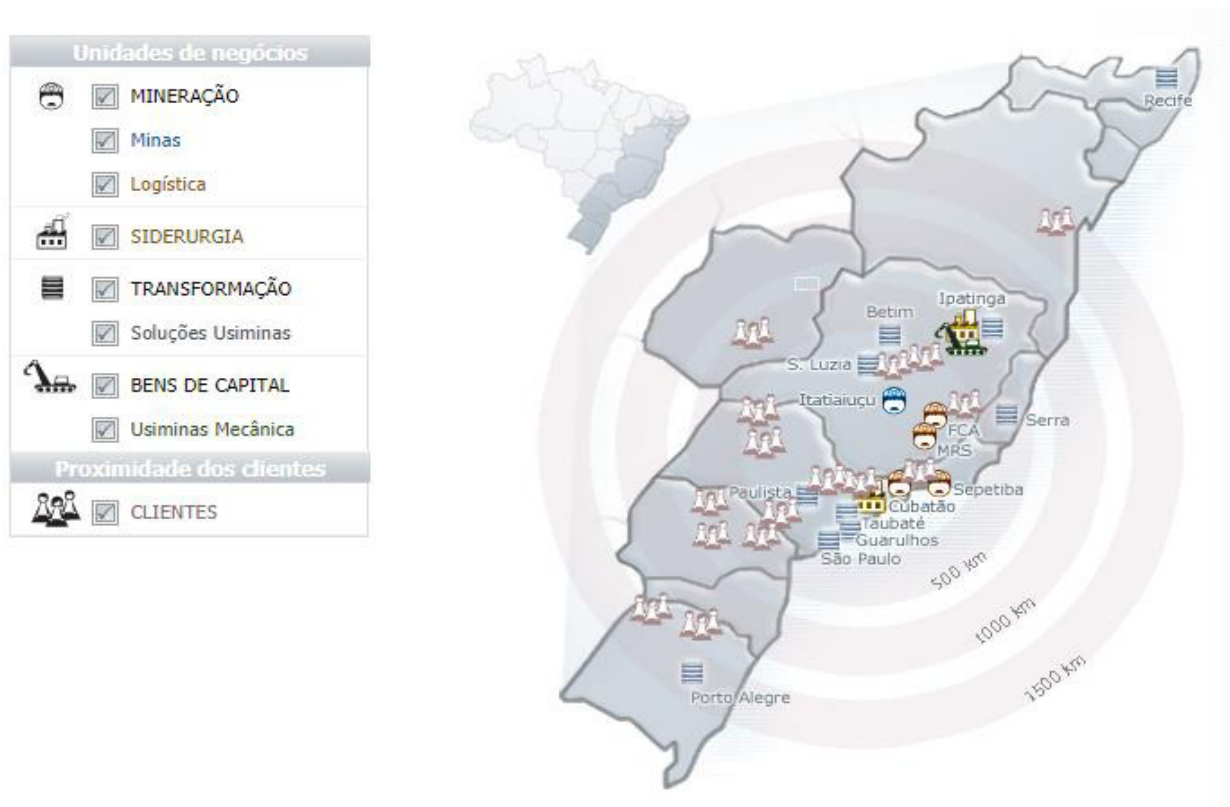 Unidades de negócios
MINERAÇÃO
Minas
Logística
SIDERURGIA
TRANSFORMAÇÃO
Soluções Usiminas
BENS DE CAPITAL
Usiminas Mecânica
Proximidade dos clientes
CLIENTES
Recife
Ipatinga
Betim
S. Luzia
Itatiaiuçu
Serra
FCA
MRS
Paulista
Sepetiba
Cubatão
Taubaté
Guarulhos
São Paulo
500 km
1000 km
1500 km
Porto Alegre